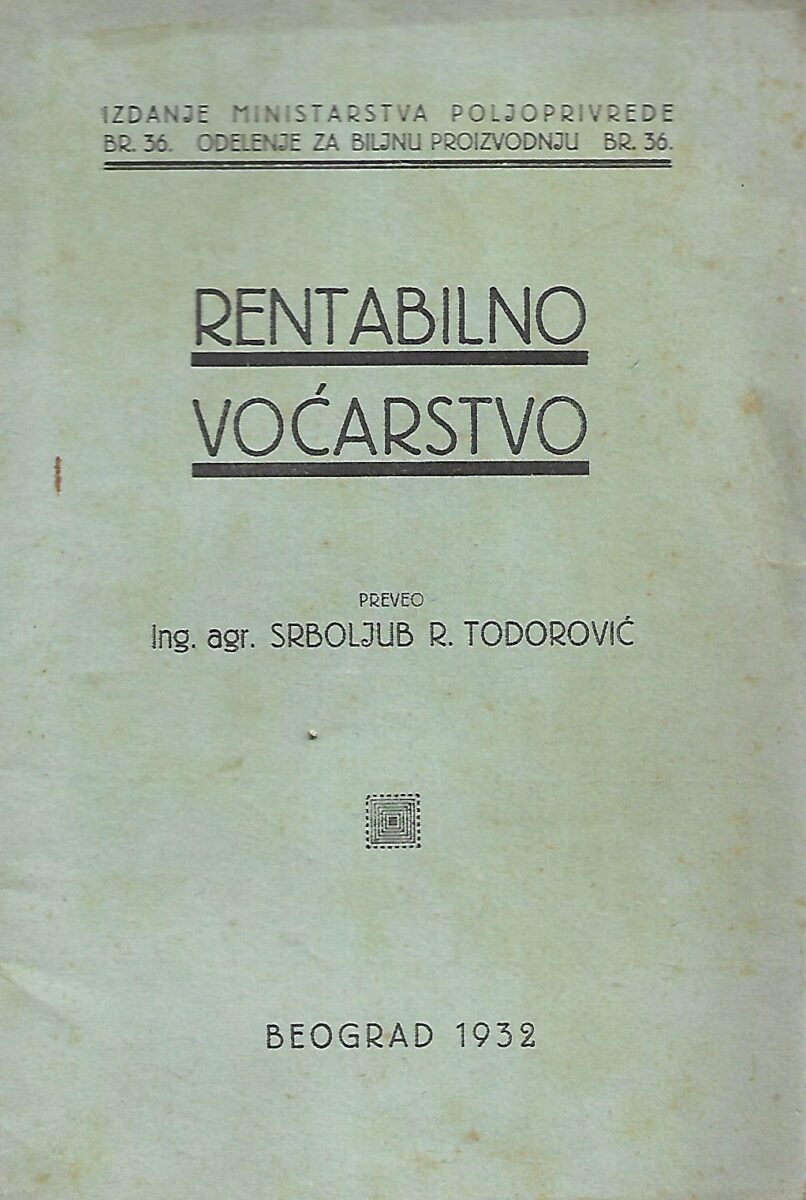 IZDANJE MINISTARSTVA POLJOPRIVREDE
BR. 36. ODELENJE ZA BILJNU PROIZVODNJU BR. 36.
RENTABILNO
VOĆARSTVO
PREVEO
Ing. agr. SRBOLJUB R. TODOROVIĆ
BEOGRAD 1932